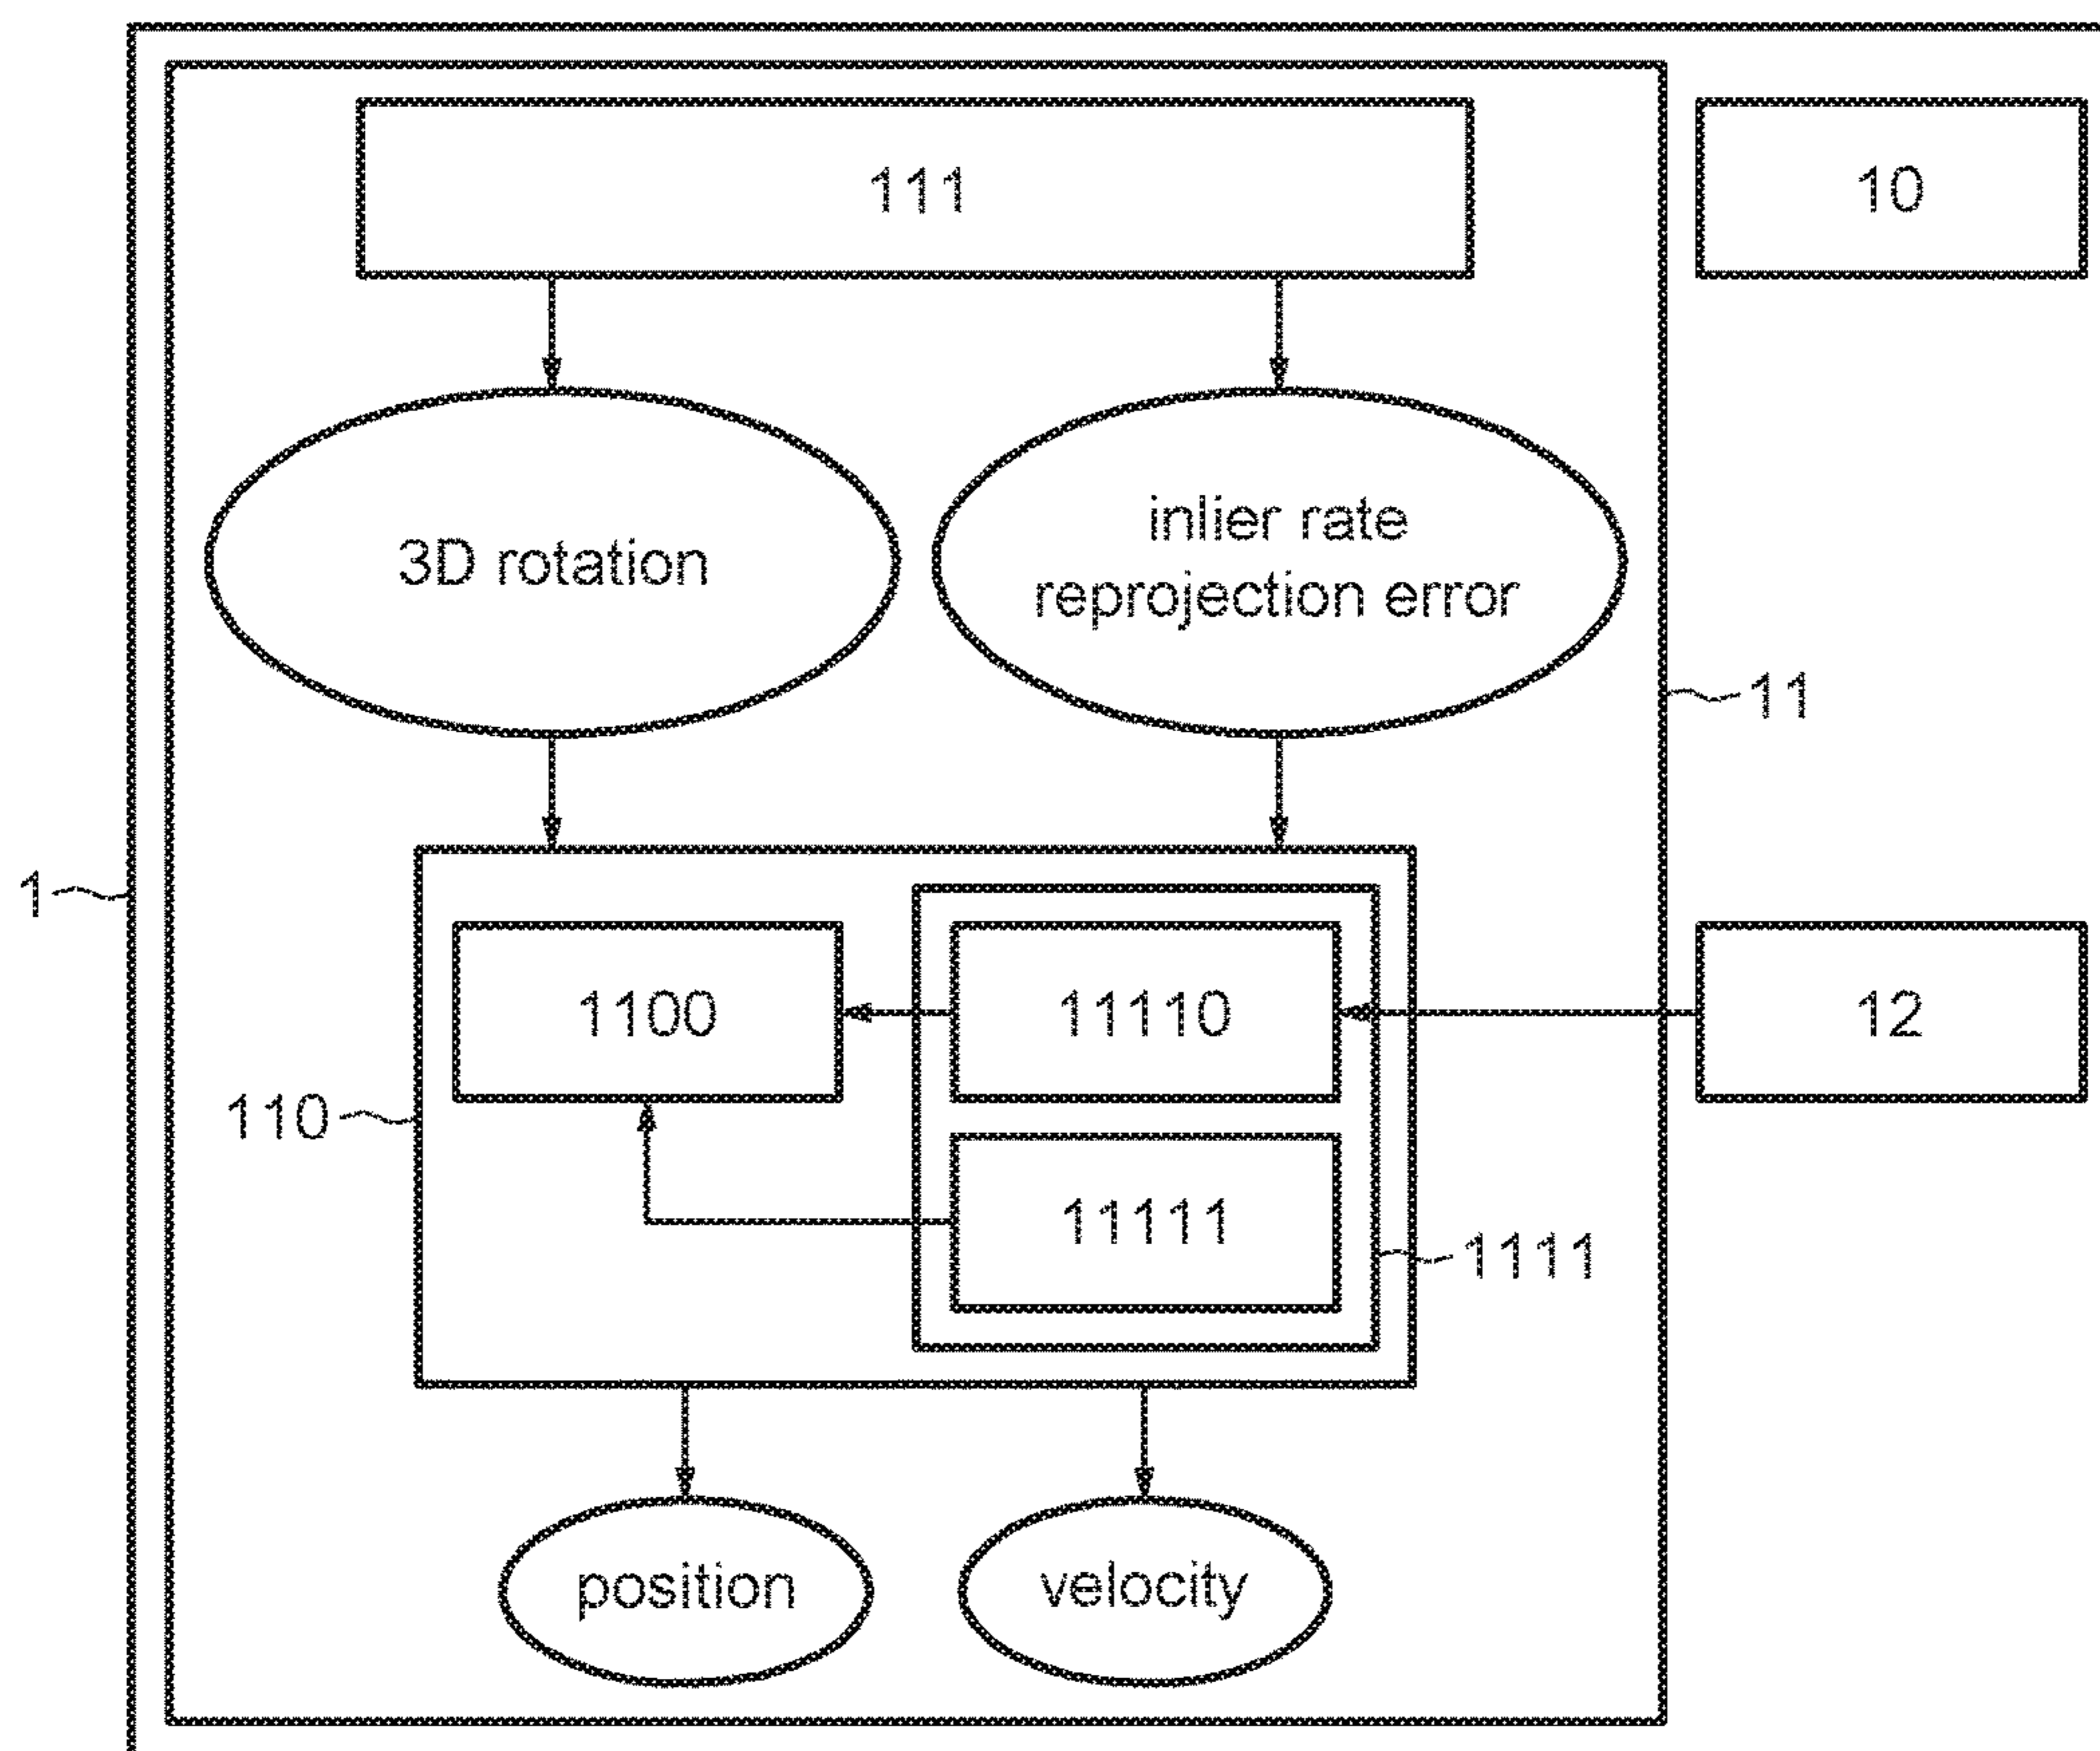 111
10
3D rotation
inlier rate
reprojection error
11
1
1100
11110
12
110
11111
1111
position
velocity